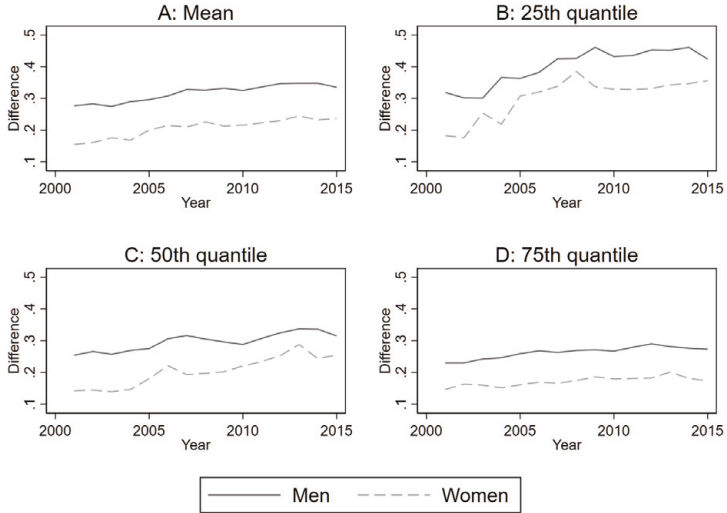 A: Mean
.5
.4
.3
.2
.1
Difference
2000 2005 2010 2015
Year
B: 25th quantile
.5
.4
.3
.2
.1
Difference
2000 2005 2010 2015
Year
C: 50th quantile
.5
.4
.3
.2
.1
Difference
2000 2005 2010 2015
Year
D: 75th quantile
.5
.4
.3
.2
.1
Difference
2000 2005 2010 2015
Year
Men Women